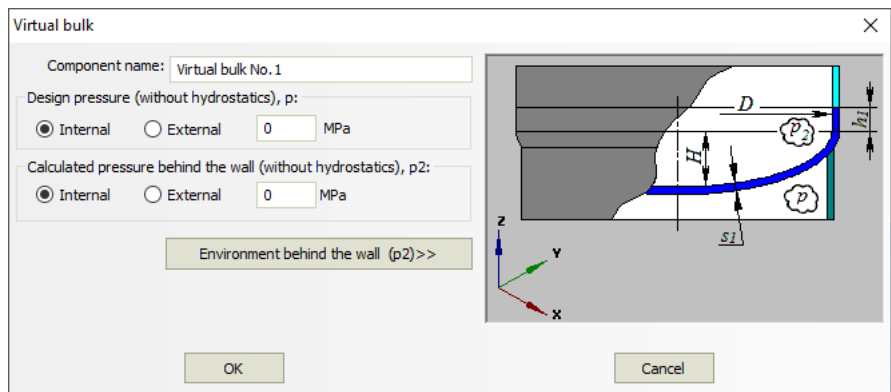 Virtual bulk
Component name: Virtual bulk No. 1
Design pressure (without hydrostatics), p:
Internal External 0 MPa
Calculated pressure behind the wall (without hydrostatics), p2:
Internal External 0 MPa
Environment behind the wall (p2)>>
D
h1
p2
H
p
s1
Z
Y
X
OK Cancel